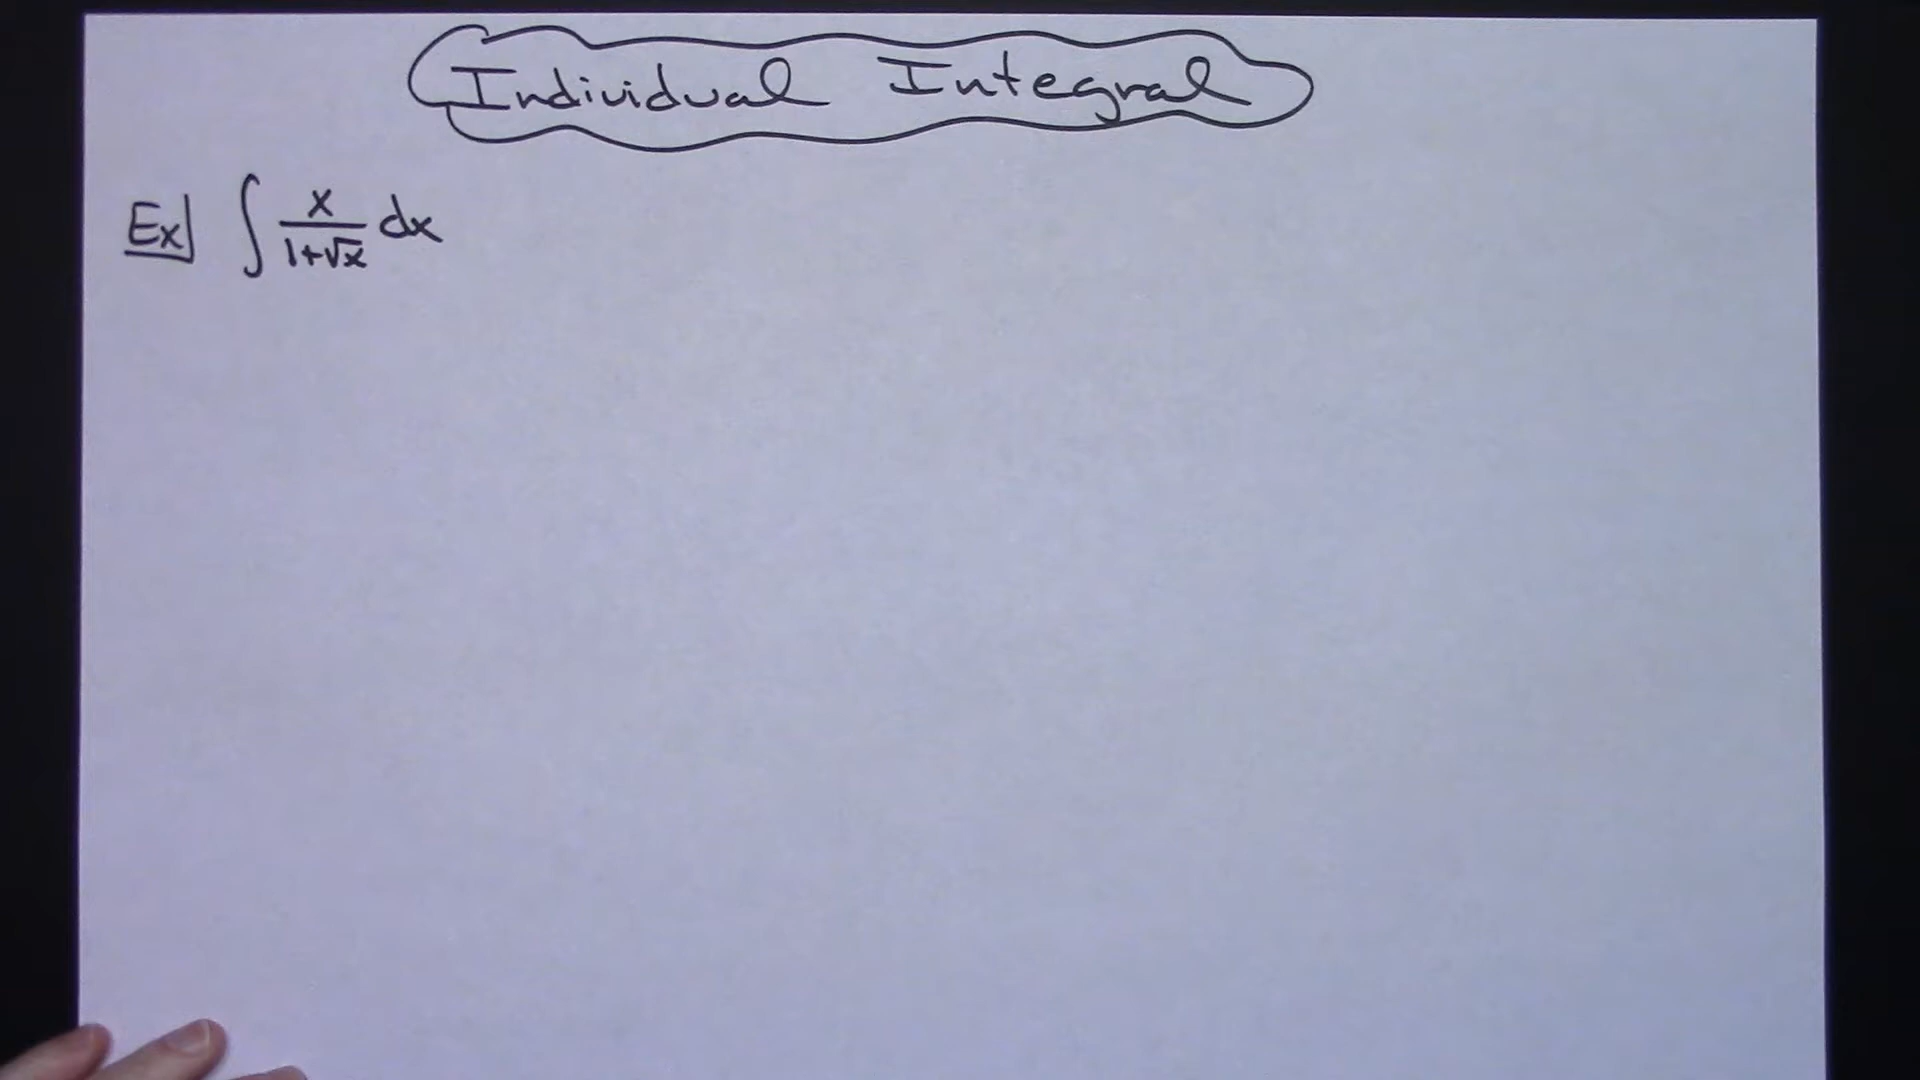 Individual Integral
Ex] ∫ x/(1+√x) dx